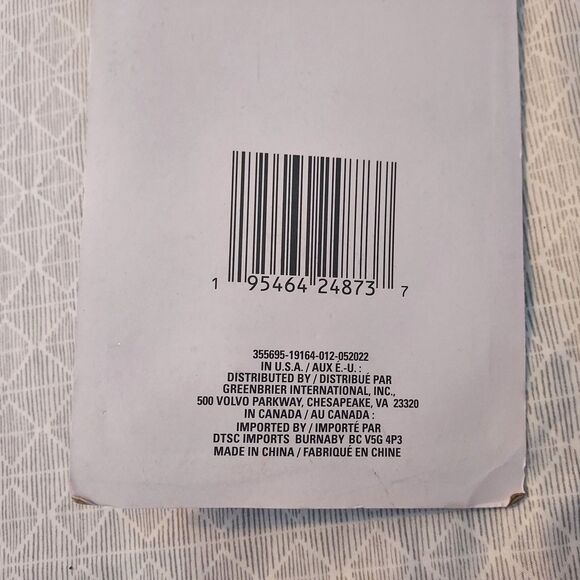 1 95464 24873 7
355695-19164-012-052022
IN U.S.A. / AUX É.-U. :
DISTRIBUTED BY / DISTRIBUÉ PAR
GREENBRIER INTERNATIONAL, INC.,
500 VOLVO PARKWAY, CHESAPEAKE, VA 23320
IN CANADA / AU CANADA :
IMPORTED BY / IMPORTÉ PAR
DTSC IMPORTS BURNABY BC V5G 4P3
MADE IN CHINA / FABRIQUÉ EN CHINE